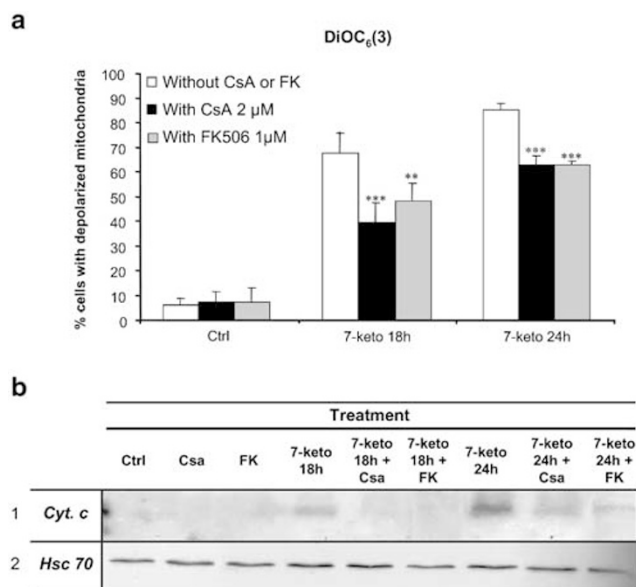 a
DiOC6(3)
% cells with depolarized mitochondria
100
90
80
70
60
50
40
30
20
10
0
Without CsA or FK
With CsA 2 µM
With FK506 1µM
***
**
***
***
Ctrl
7-keto 18h
7-keto 24h
b
Treatment
Ctrl
Csa
FK
7-keto
18h
7-keto
18h +
Csa
7-keto
18h +
FK
7-keto
24h
7-keto
24h +
Csa
7-keto
24h +
FK
1
Cyt. c
2
Hsc 70